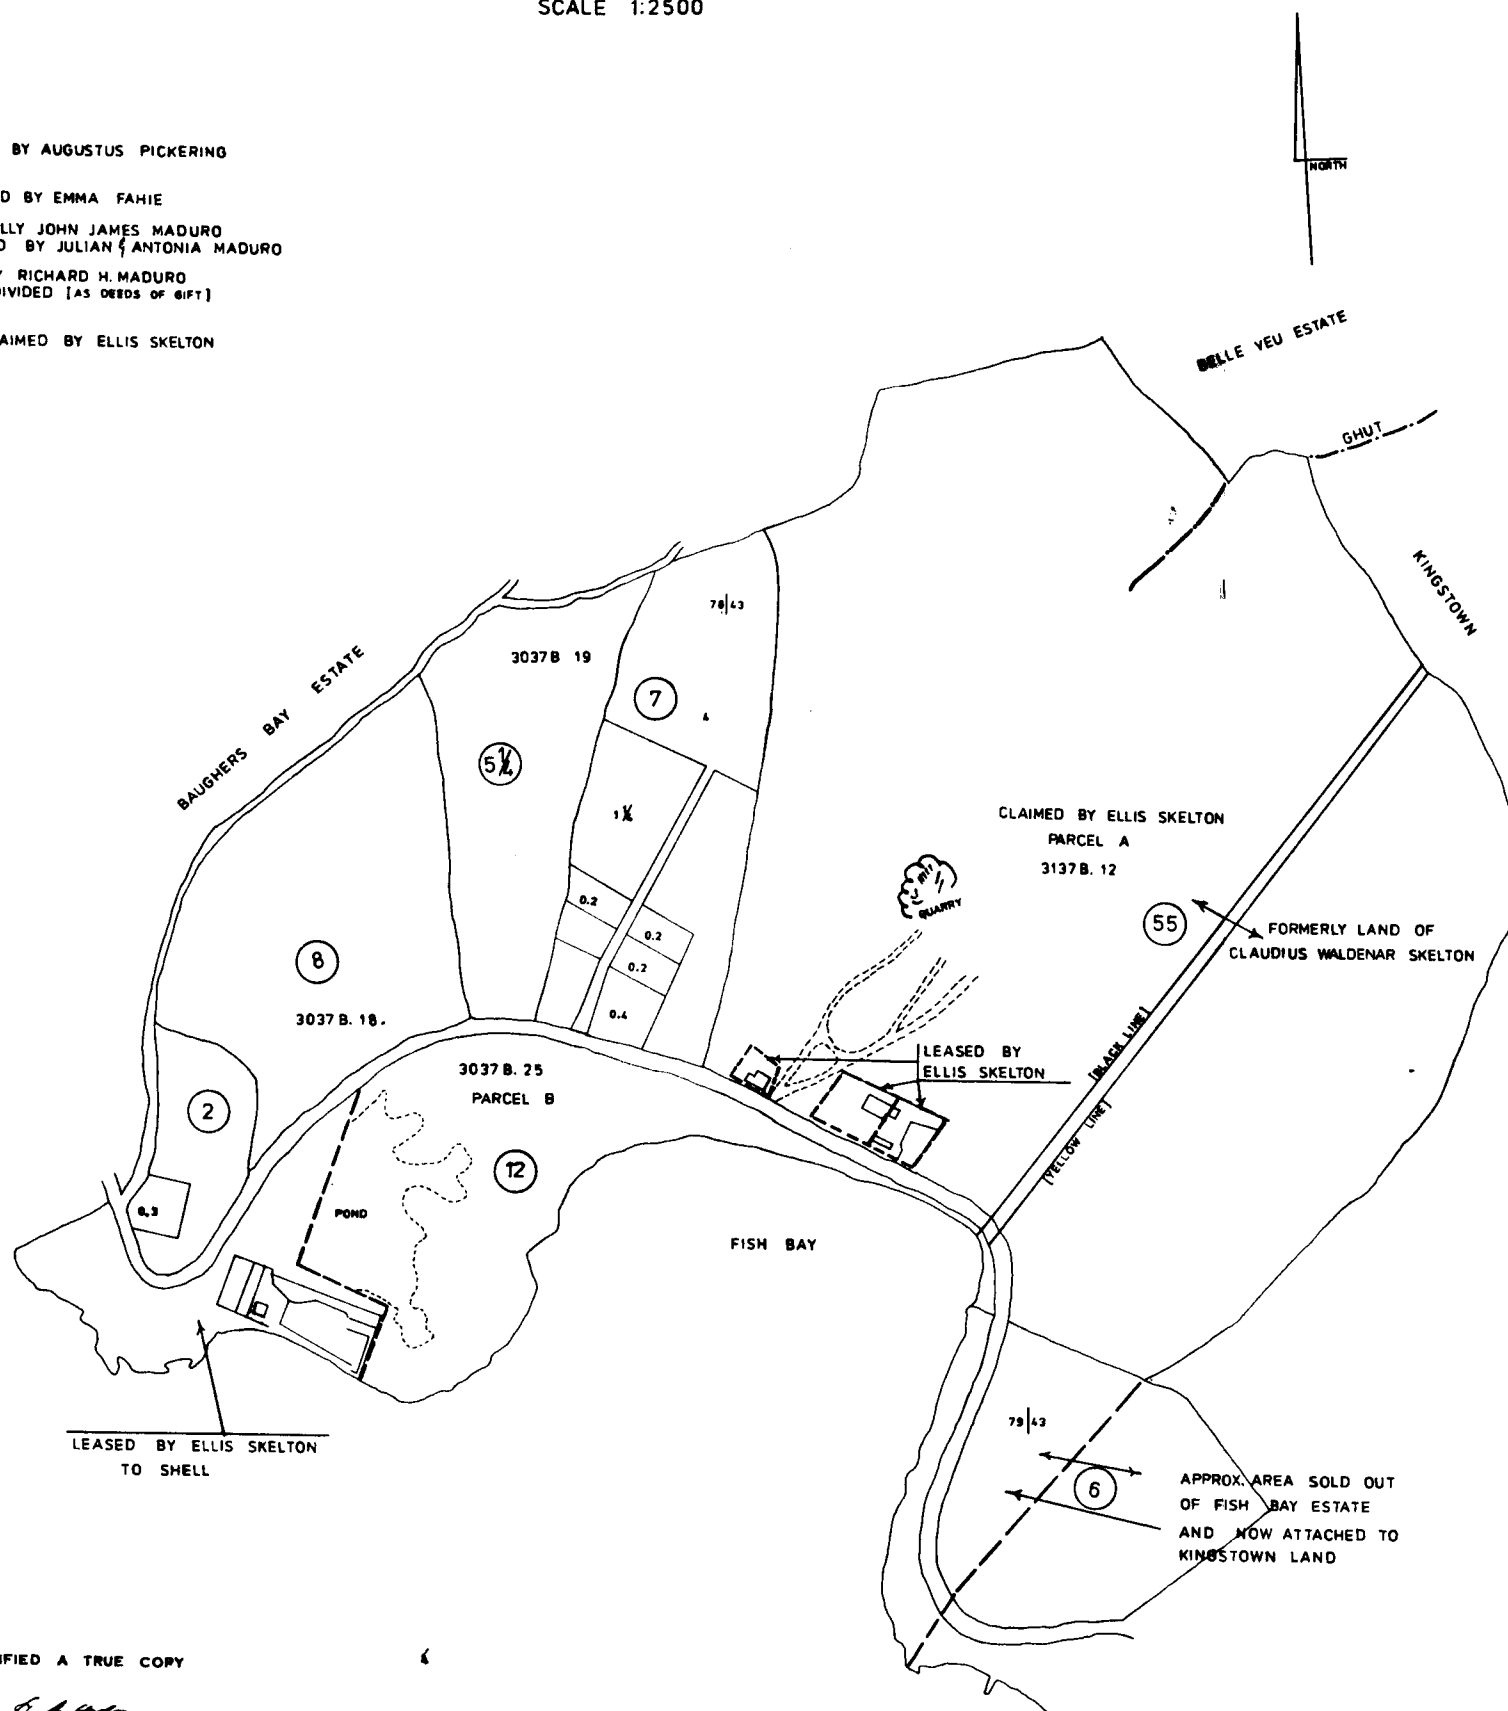 SCALE 1:2500
NORTH
BY AUGUSTUS PICKERING
D BY EMMA FAHIE
LLY JOHN JAMES MADURO
D BY JULIAN & ANTONIA MADURO
Y RICHARD H. MADURO
DIVIDED [AS DEEDS OF GIFT]
AIMED BY ELLIS SKELTON
BELLE VEU ESTATE
GHUT
KINGSTOWN
78|43
3037B 19
7
4
BAUGHERS BAY ESTATE
5¼
1¼
CLAIMED BY ELLIS SKELTON
PARCEL A
3137B. 12
QUARRY
0.2
0.2
0.2
0.4
55
FORMERLY LAND OF
CLAUDIUS WALDENAR SKELTON
8
3037B. 18.
[BLACK LINE]
[YELLOW LINE]
LEASED BY
ELLIS SKELTON
3037B. 25
PARCEL B
2
12
0.3
POND
FISH BAY
LEASED BY ELLIS SKELTON
TO SHELL
79|43
6
APPROX. AREA SOLD OUT
OF FISH BAY ESTATE
AND NOW ATTACHED TO
KINGSTOWN LAND
IFIED A TRUE COPY